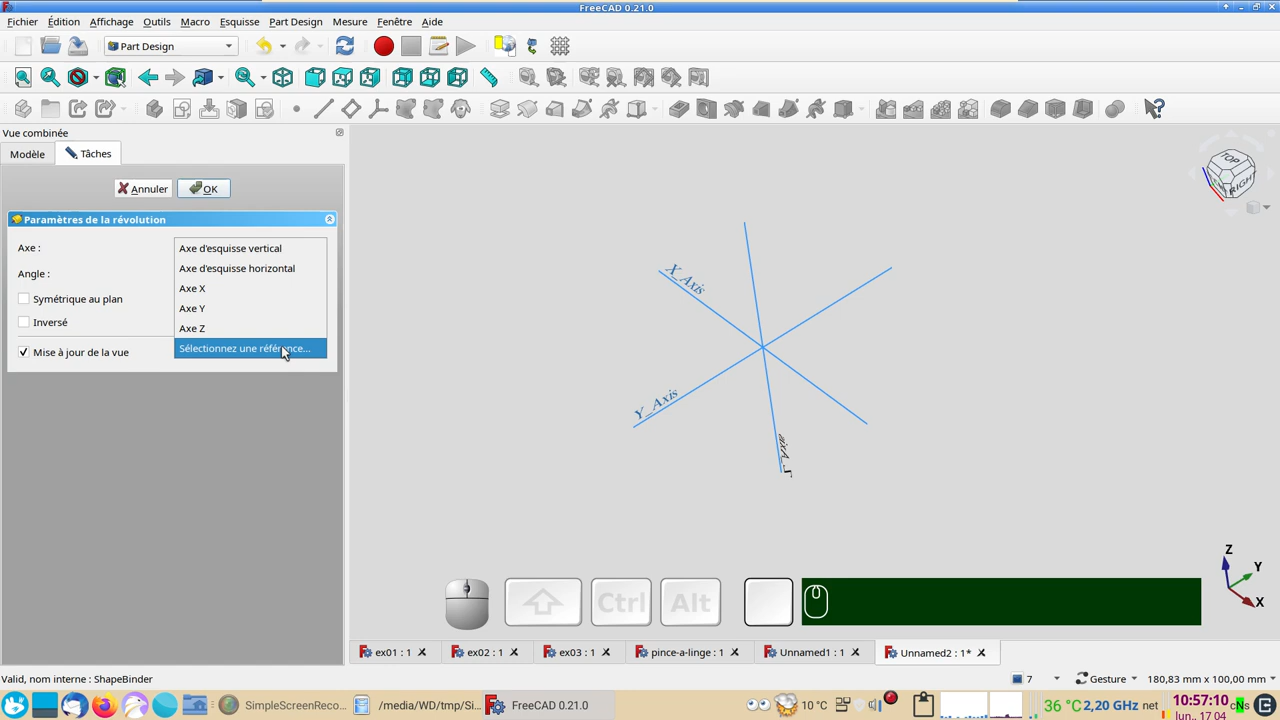 FreeCAD 0.21.0
Fichier Édition Affichage Outils Macro Esquisse Part Design Mesure Fenêtre Aide
Part Design
Vue combinée
Modèle Tâches
Annuler OK
Paramètres de la révolution
Axe :
Axe d'esquisse vertical
Axe d'esquisse horizontal
Angle :
Axe X
Symétrique au plan
Axe Y
Inversé
Axe Z
Sélectionnez une référence...
Mise à jour de la vue
TOP
RIGHT
X_Axis
Y_Axis
Z_Axis
Z
Y
X
Ctrl Alt
ex01 : 1 ex02 : 1 ex03 : 1 pince-a-linge : 1 Unnamed1 : 1 Unnamed2 : 1*
Valid, nom interne : ShapeBinder
7 Gesture 180,83 mm x 100,00 mm
SimpleScreenReco... /media/WD/tmp/Si... FreeCAD 0.21.0 10 °C 36 °C 2,20 GHz net 10:57:10 cNs
lun.. 17.04